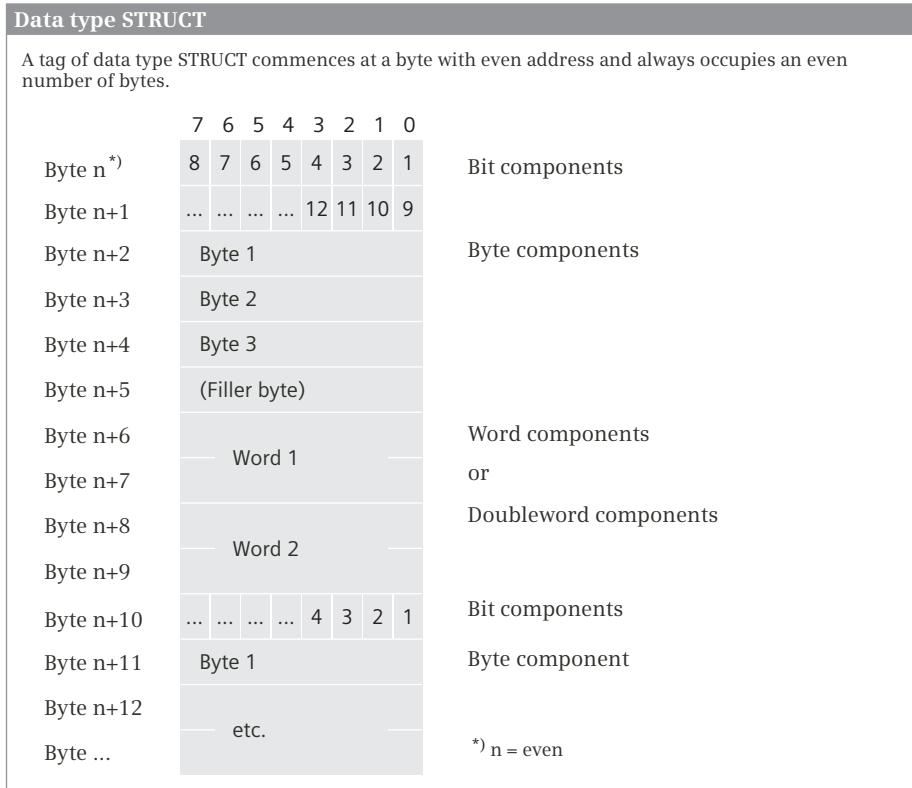 Data type STRUCT
A tag of data type STRUCT commences at a byte with even address and always occupies an even
number of bytes.
7 6 5 4 3 2 1 0
Byte n*) 8 7 6 5 4 3 2 1 Bit components
Byte n+1 ... ... ... ... 12 11 10 9
Byte n+2 Byte 1 Byte components
Byte n+3 Byte 2
Byte n+4 Byte 3
Byte n+5 (Filler byte)
Byte n+6 Word components
Word 1
Byte n+7 or
Byte n+8 Doubleword components
Word 2
Byte n+9
Byte n+10 ... ... ... ... 4 3 2 1 Bit components
Byte n+11 Byte 1 Byte component
Byte n+12
etc.
Byte ... *) n = even